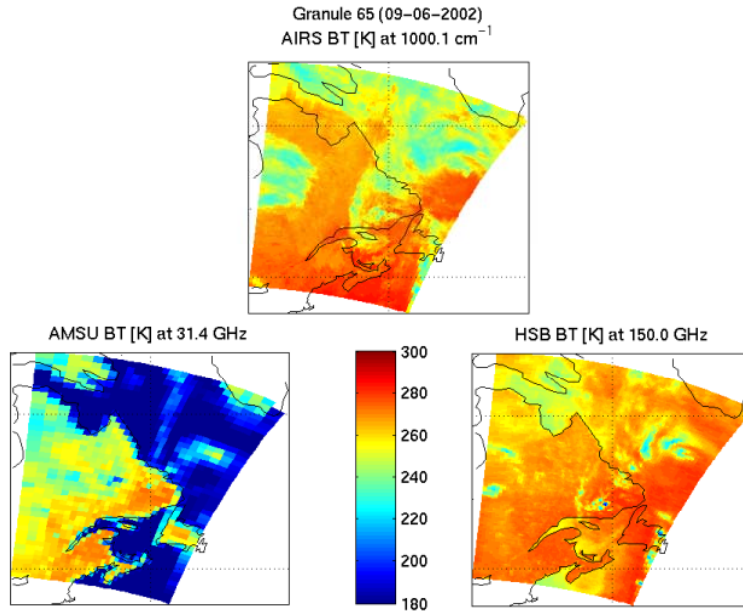 Granule 65 (09-06-2002)
AIRS BT [K] at 1000.1 cm⁻¹
AMSU BT [K] at 31.4 GHz
HSB BT [K] at 150.0 GHz
300
280
260
240
220
200
180